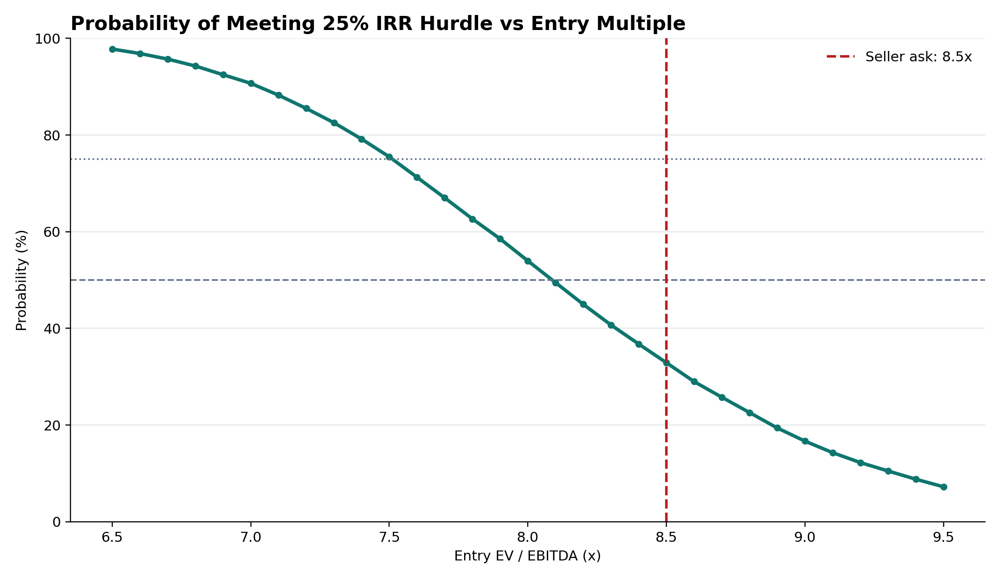 Probability of Meeting 25% IRR Hurdle vs Entry Multiple
Seller ask: 8.5x
100
80
60
40
20
0
Probability (%)
6.5 7.0 7.5 8.0 8.5 9.0 9.5
Entry EV / EBITDA (x)